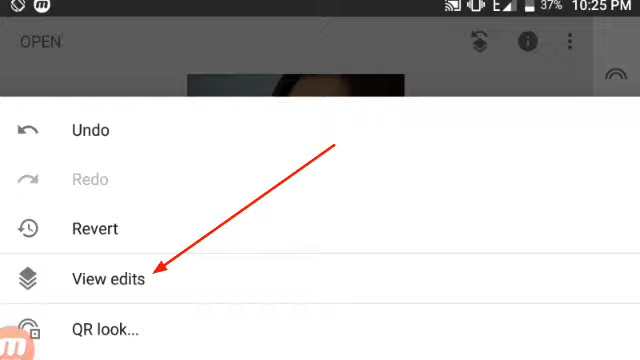 m E 37% 10:25 PM
OPEN
Undo
Redo
Revert
View edits
QR look...
m